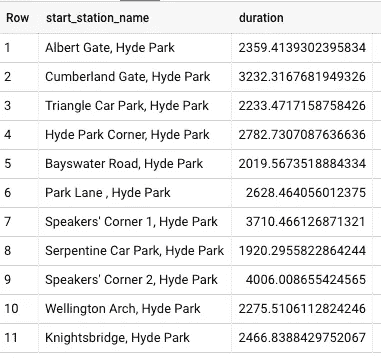 Row start_station_name duration
1 Albert Gate, Hyde Park 2359.4139302395834
2 Cumberland Gate, Hyde Park 3232.3167681949326
3 Triangle Car Park, Hyde Park 2233.4717158758426
4 Hyde Park Corner, Hyde Park 2782.7307087636636
5 Bayswater Road, Hyde Park 2019.5673518884334
6 Park Lane , Hyde Park 2628.464056012375
7 Speakers' Corner 1, Hyde Park 3710.466126871321
8 Serpentine Car Park, Hyde Park 1920.2955822864244
9 Speakers' Corner 2, Hyde Park 4006.008655424565
10 Wellington Arch, Hyde Park 2275.5106112824246
11 Knightsbridge, Hyde Park 2466.8388429752067